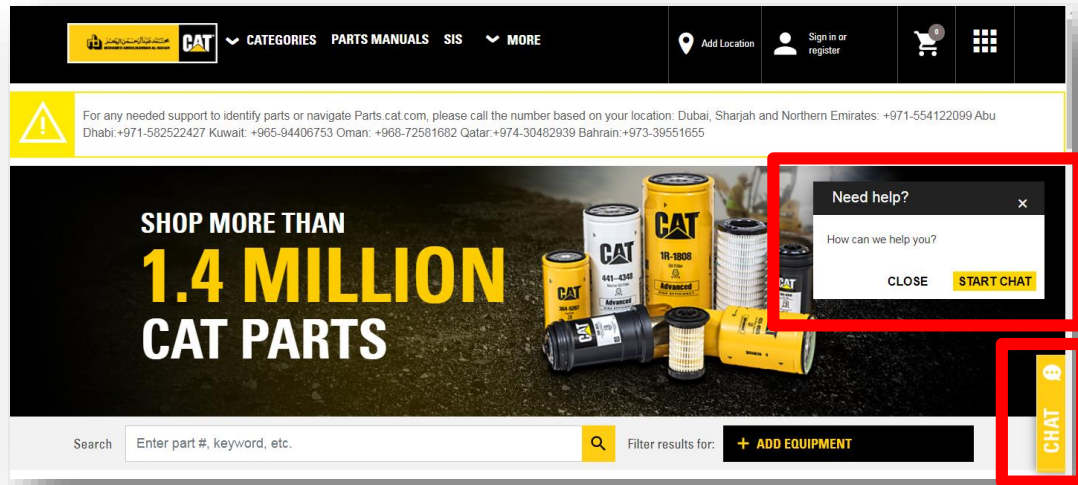 CAT
CATEGORIES PARTS MANUALS SIS MORE
Add Location
Sign in or
register
0
For any needed support to identify parts or navigate Parts.cat.com, please call the number based on your location: Dubai, Sharjah and Northern Emirates: +971-554122099 Abu
Dhabi:+971-582522427 Kuwait: +965-94406753 Oman: +968-72581682 Qatar:+974-30482939 Bahrain:+973-39551655
SHOP MORE THAN
1.4 MILLION
CAT PARTS
CAT
1R-1808
Advanced
CAT
441-4348
Advanced
CAT
CAT
CAT
Need help?
×
How can we help you?
CLOSE START CHAT
CHAT
Search
Enter part #, keyword, etc.
Filter results for:
+ ADD EQUIPMENT